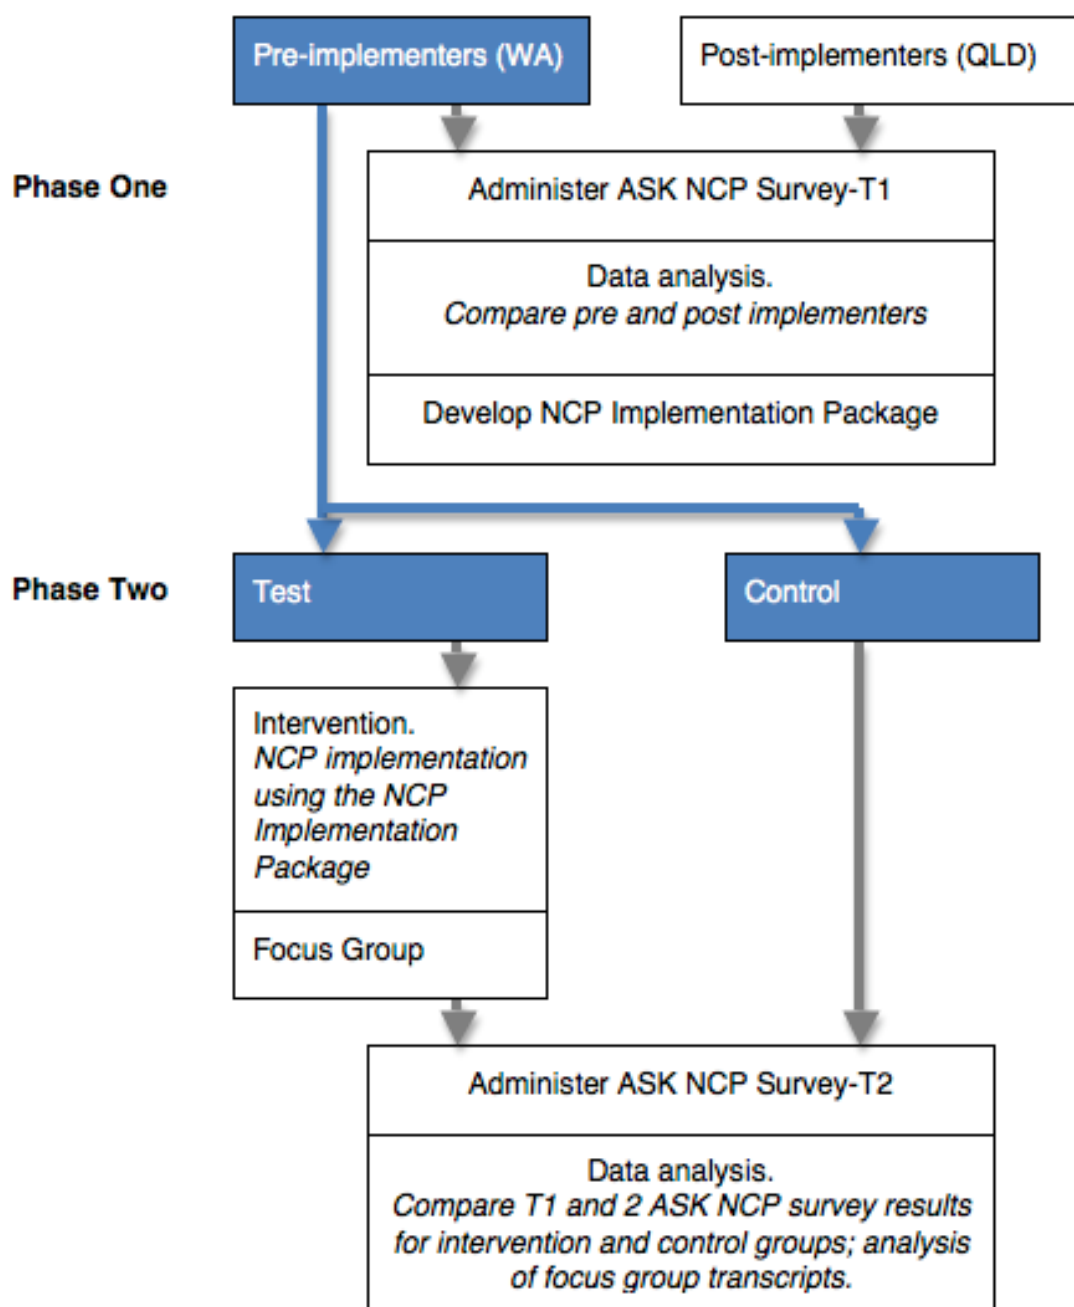 Pre-implementers (WA)
Post-implementers (QLD)
Phase One
Administer ASK NCP Survey-T1
Data analysis.
Compare pre and post implementers
Develop NCP Implementation Package
Phase Two
Test
Control
Intervention.
NCP implementation
using the NCP
Implementation
Package
Focus Group
Administer ASK NCP Survey-T2
Data analysis.
Compare T1 and 2 ASK NCP survey results
for intervention and control groups; analysis
of focus group transcripts.